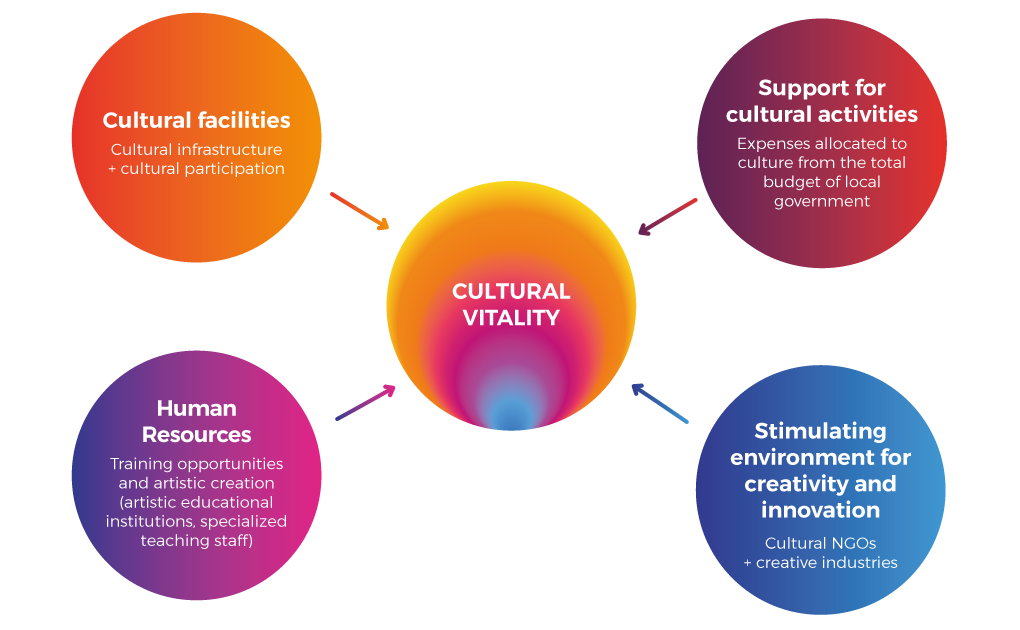 Cultural facilities
Cultural infrastructure
+ cultural participation
Support for
cultural activities
Expenses allocated to
culture from the total
budget of local
government
CULTURAL
VITALITY
Human
Resources
Training opportunities
and artistic creation
(artistic educational
institutions, specialized
teaching staff)
Stimulating
environment for
creativity and
innovation
Cultural NGOs
+ creative industries